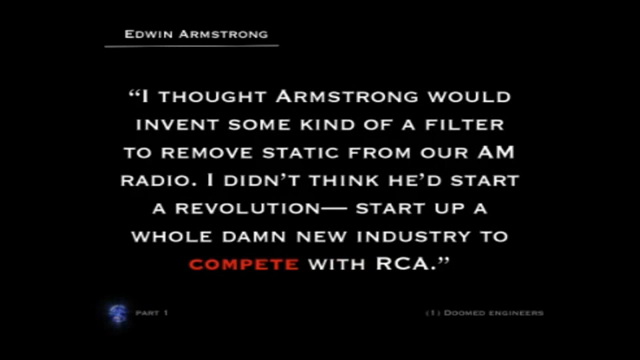 Edwin Armstrong
“I thought Armstrong would
invent some kind of a filter
to remove static from our AM
radio. I didn’t think he’d start
a revolution— start up a
whole damn new industry to
compete with RCA.”
part 1
(1) Doomed engineers